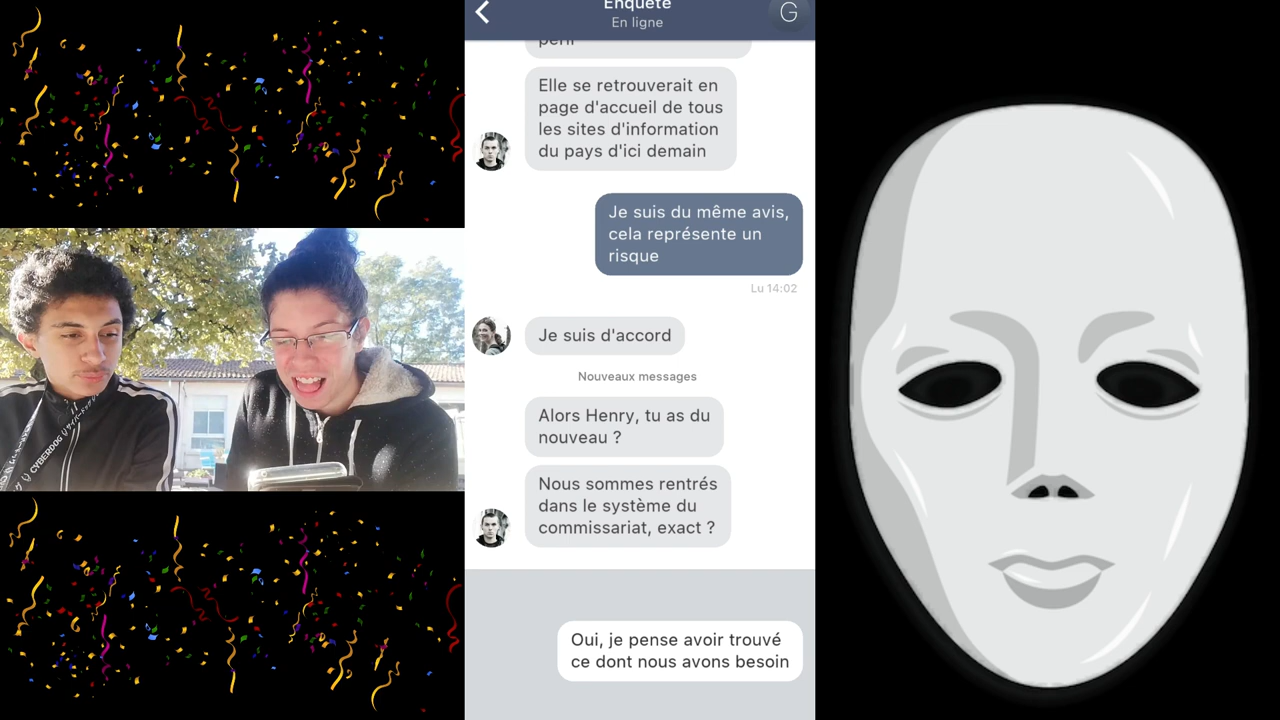 Enquête
En ligne
G
péril
Elle se retrouverait en
page d'accueil de tous
les sites d'information
du pays d'ici demain
Je suis du même avis,
cela représente un
risque
Lu 14:02
Je suis d'accord
Nouveaux messages
Alors Henry, tu as du
nouveau ?
Nous sommes rentrés
dans le système du
commissariat, exact ?
Oui, je pense avoir trouvé
ce dont nous avons besoin
CYBERDOG